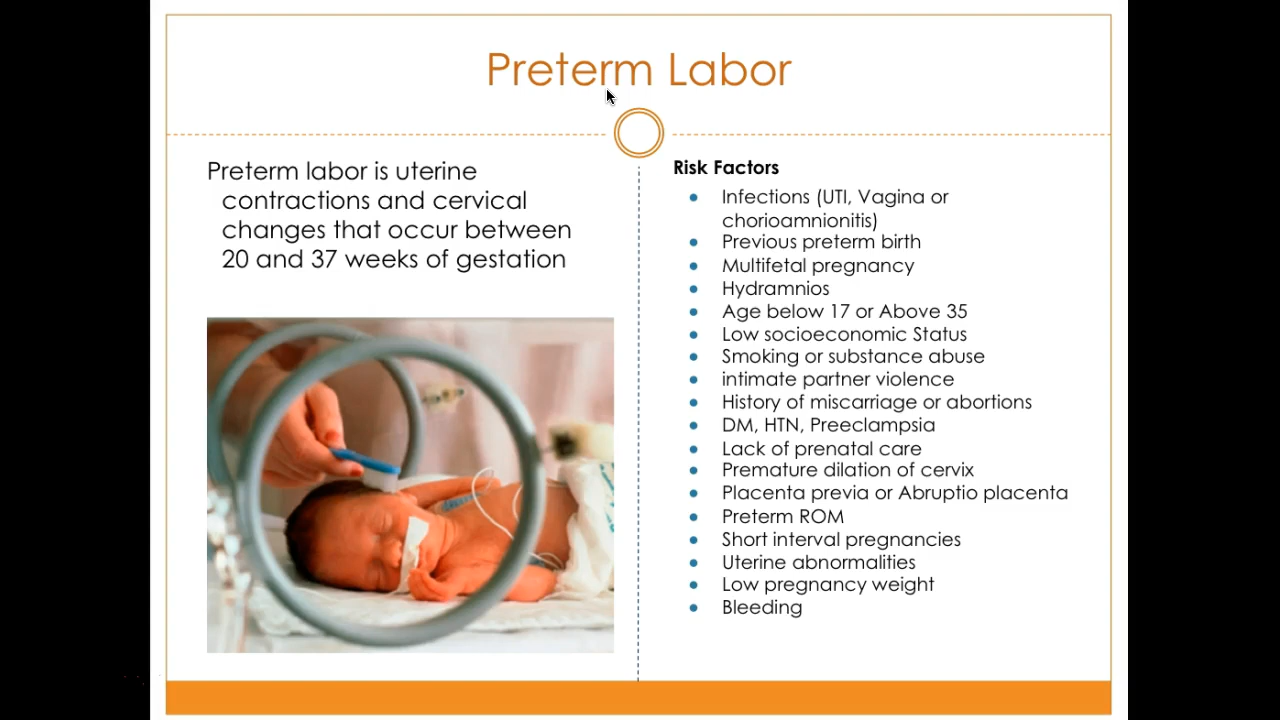 Preterm Labor
Preterm labor is uterine
contractions and cervical
changes that occur between
20 and 37 weeks of gestation
Risk Factors
Infections (UTI, Vagina or
chorioamnionitis)
Previous preterm birth
Multifetal pregnancy
Hydramnios
Age below 17 or Above 35
Low socioeconomic Status
Smoking or substance abuse
intimate partner violence
History of miscarriage or abortions
DM, HTN, Preeclampsia
Lack of prenatal care
Premature dilation of cervix
Placenta previa or Abruptio placenta
Preterm ROM
Short interval pregnancies
Uterine abnormalities
Low pregnancy weight
Bleeding